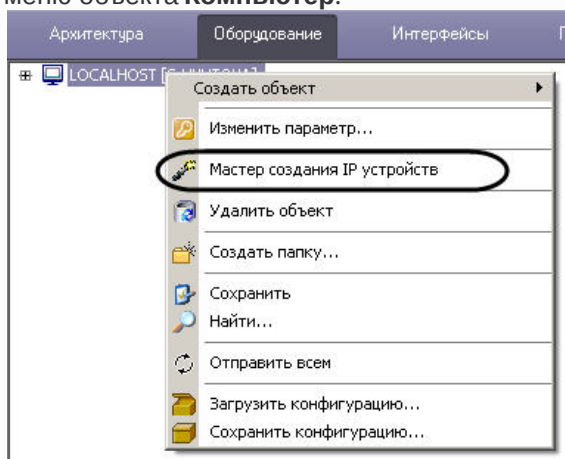 меню объекта Компьютер.
Архитектура Оборудование Интерфейсы
LOCALHOST
Создать объект
Изменить параметр...
Мастер создания IP устройств
Удалить объект
Создать папку...
Сохранить
Найти...
Отправить всем
Загрузить конфигурацию...
Сохранить конфигурацию...